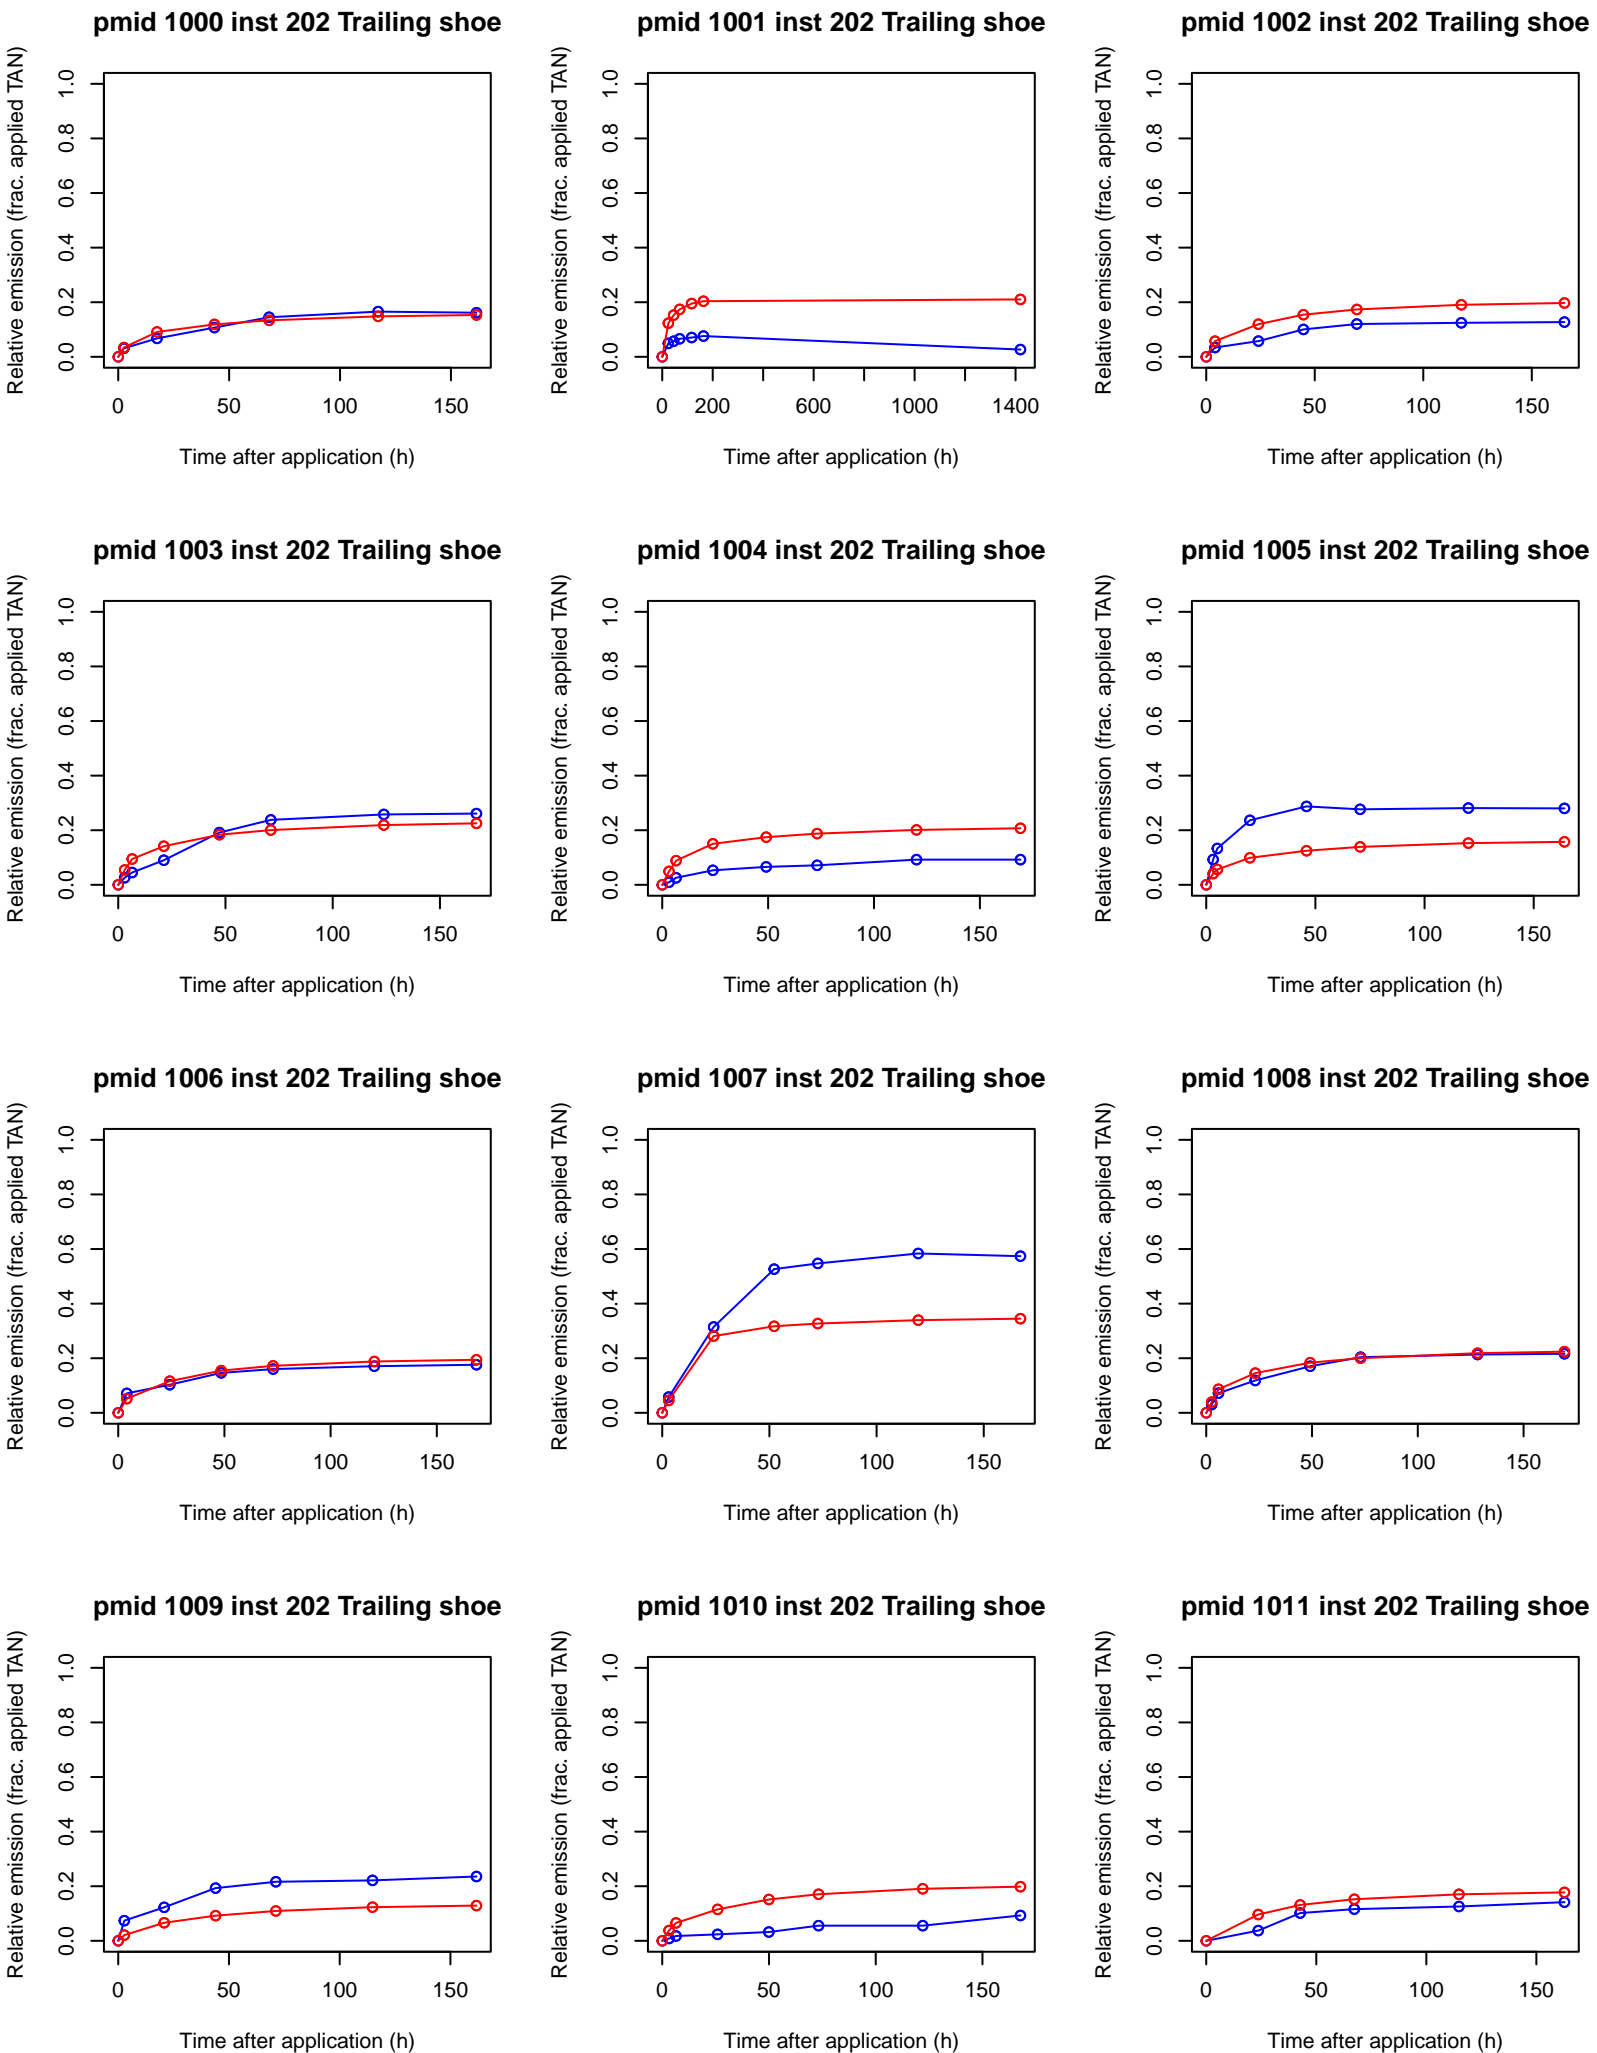 pmid 1000 inst 202 Trailing shoe
Relative emission (frac. applied TAN)
1.0
0.8
0.6
0.4
0.2
0.0
0 50 100 150
Time after application (h)
pmid 1001 inst 202 Trailing shoe
Relative emission (frac. applied TAN)
1.0
0.8
0.6
0.4
0.2
0.0
0 200 600 1000 1400
Time after application (h)
pmid 1002 inst 202 Trailing shoe
Relative emission (frac. applied TAN)
1.0
0.8
0.6
0.4
0.2
0.0
0 50 100 150
Time after application (h)
pmid 1003 inst 202 Trailing shoe
Relative emission (frac. applied TAN)
1.0
0.8
0.6
0.4
0.2
0.0
0 50 100 150
Time after application (h)
pmid 1004 inst 202 Trailing shoe
Relative emission (frac. applied TAN)
1.0
0.8
0.6
0.4
0.2
0.0
0 50 100 150
Time after application (h)
pmid 1005 inst 202 Trailing shoe
Relative emission (frac. applied TAN)
1.0
0.8
0.6
0.4
0.2
0.0
0 50 100 150
Time after application (h)
pmid 1006 inst 202 Trailing shoe
Relative emission (frac. applied TAN)
1.0
0.8
0.6
0.4
0.2
0.0
0 50 100 150
Time after application (h)
pmid 1007 inst 202 Trailing shoe
Relative emission (frac. applied TAN)
1.0
0.8
0.6
0.4
0.2
0.0
0 50 100 150
Time after application (h)
pmid 1008 inst 202 Trailing shoe
Relative emission (frac. applied TAN)
1.0
0.8
0.6
0.4
0.2
0.0
0 50 100 150
Time after application (h)
pmid 1009 inst 202 Trailing shoe
Relative emission (frac. applied TAN)
1.0
0.8
0.6
0.4
0.2
0.0
0 50 100 150
Time after application (h)
pmid 1010 inst 202 Trailing shoe
Relative emission (frac. applied TAN)
1.0
0.8
0.6
0.4
0.2
0.0
0 50 100 150
Time after application (h)
pmid 1011 inst 202 Trailing shoe
Relative emission (frac. applied TAN)
1.0
0.8
0.6
0.4
0.2
0.0
0 50 100 150
Time after application (h)